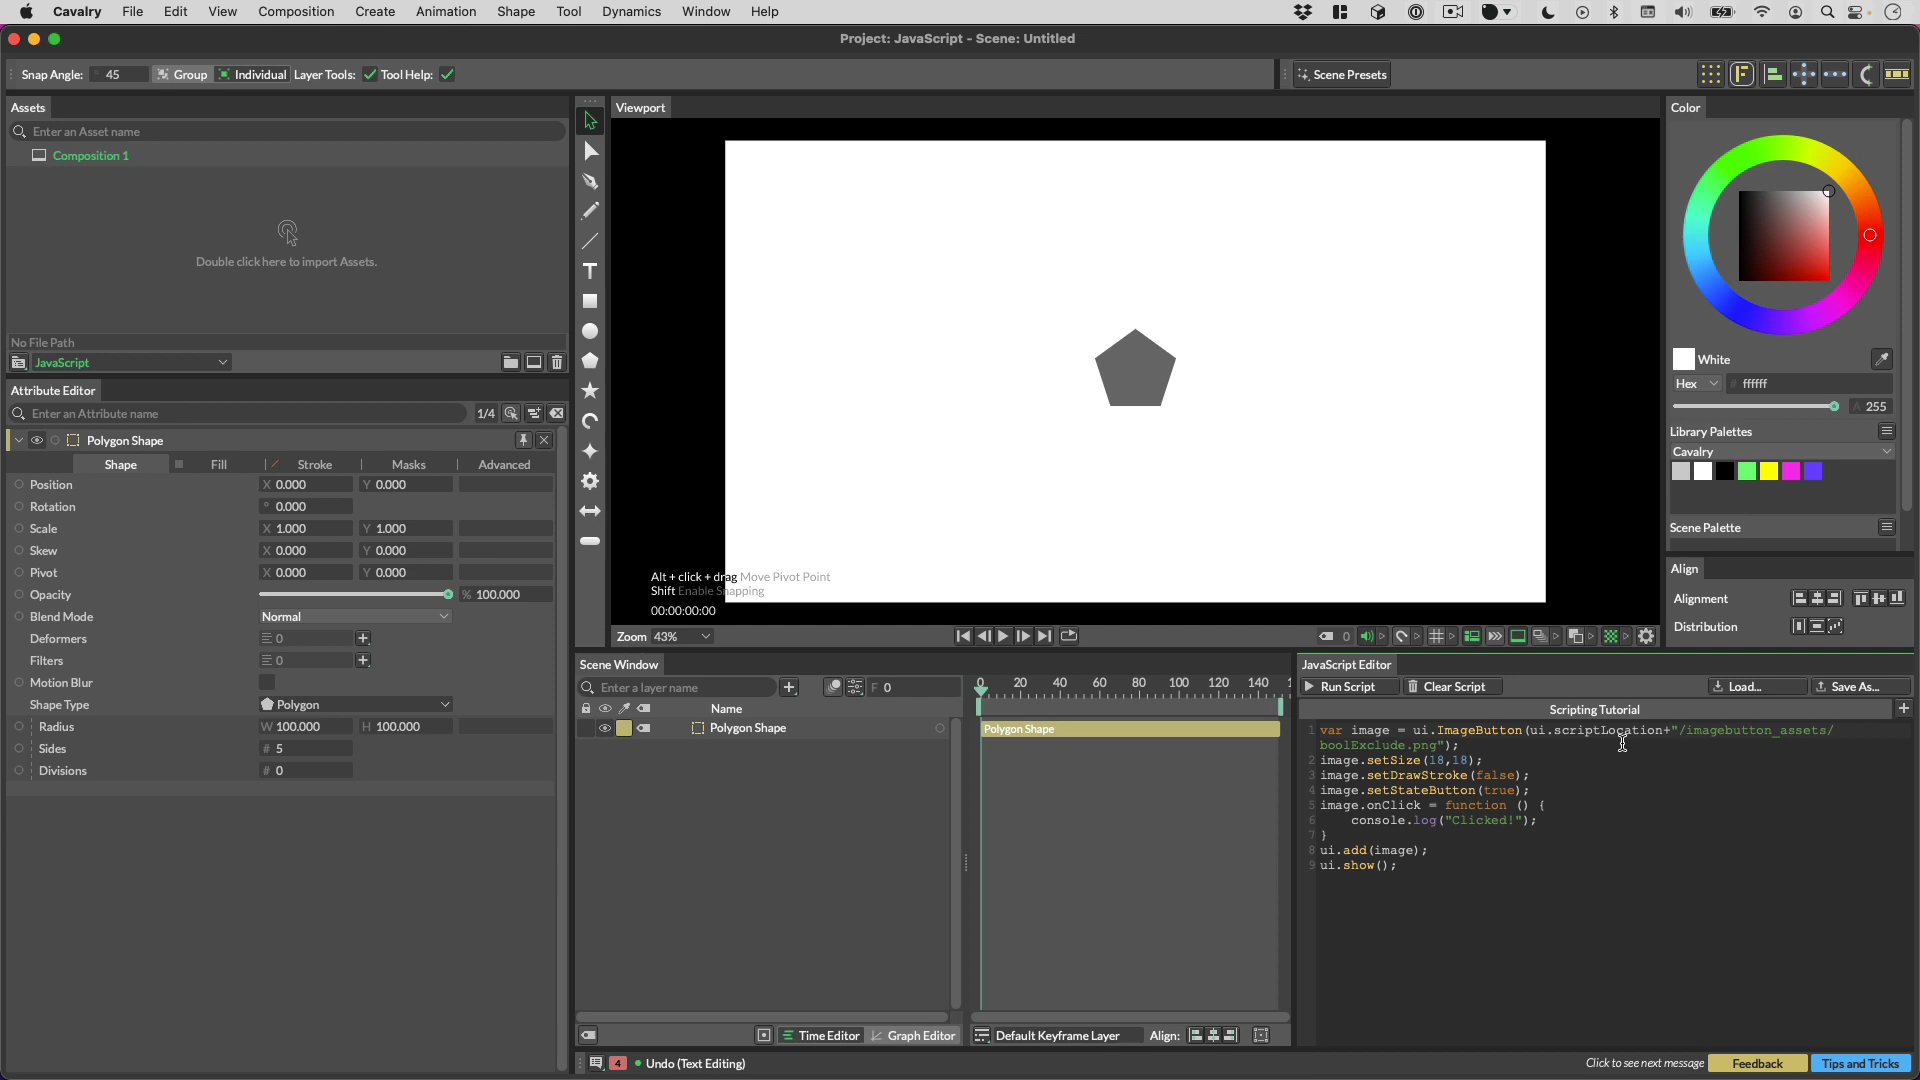 Cavalry File Edit View Composition Create Animation Shape Tool Dynamics Window Help
Project: JavaScript - Scene: Untitled
Snap Angle: 45 Group Individual Layer Tools: Tool Help: Scene Presets
Assets
Enter an Asset name
Composition 1
Double click here to import Assets.
No File Path
JavaScript
Attribute Editor
Enter an Attribute name 1/4
Polygon Shape
Shape Fill Stroke Masks Advanced
Position X 0.000 Y 0.000
Rotation ° 0.000
Scale X 1.000 Y 1.000
Skew X 0.000 Y 0.000
Pivot X 0.000 Y 0.000
Opacity % 100.000
Blend Mode Normal
Deformers 0
Filters 0
Motion Blur
Shape Type Polygon
Radius W 100.000 H 100.000
Sides # 5
Divisions # 0
Viewport
Alt + click + drag Move Pivot Point
Shift Enable Snapping
00:00:00:00
Zoom 43% 0
Color
White
Hex # ffffff
A 255
Library Palettes
Cavalry
Scene Palette
Align
Alignment
Distribution
Scene Window
Enter a layer name F 0
0 20 40 60 80 100 120 140
Name
Polygon Shape
Polygon Shape
Time Editor Graph Editor Default Keyframe Layer Align:
JavaScript Editor
Run Script Clear Script Load... Save As...
Scripting Tutorial
1 var image = ui.ImageButton(ui.scriptLocation+"/imagebutton_assets/
boolExclude.png");
2 image.setSize(18,18);
3 image.setDrawStroke(false);
4 image.setStateButton(true);
5 image.onClick = function () {
6 console.log("Clicked!");
7 }
8 ui.add(image);
9 ui.show();
4 Undo (Text Editing) Click to see next message Feedback Tips and Tricks